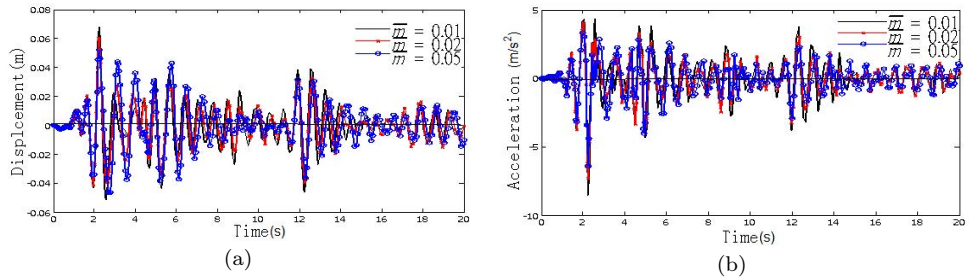 Displcement(m)
0.08
0.06
0.04
0.02
0
-0.02
-0.04
-0.06
m̅ = 0.01
m̅ = 0.02
m̅ = 0.05
0 2 4 6 8 10 12 14 16 18 20
Time(s)
(a)
Acceleration (m/s²)
5
0
-5
-10
m̅ = 0.01
m̅ = 0.02
m̅ = 0.05
0 2 4 6 8 10 12 14 16 18 20
Time(s)
(b)